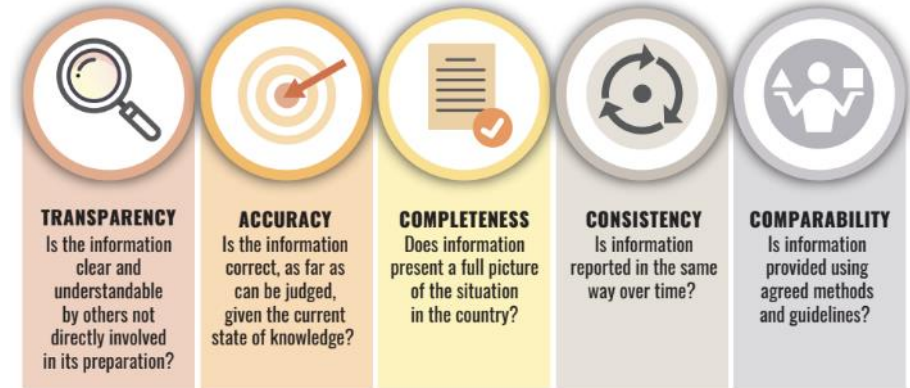 TRANSPARENCY
Is the information
clear and
understandable
by others not
directly involved
in its preparation?
ACCURACY
Is the information
correct, as far as
can be judged,
given the current
state of knowledge?
COMPLETENESS
Does information
present a full picture
of the situation
in the country?
CONSISTENCY
Is information
reported in the same
way over time?
COMPARABILITY
Is information
provided using
agreed methods
and guidelines?